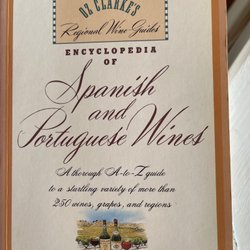 OZ CLARKE'S
Regional Wine Guides
ENCYCLOPEDIA
OF
Spanish
and
Portuguese Wines
A thorough A-to-Z guide
to a startling variety of more than
250 wines, grapes, and regions